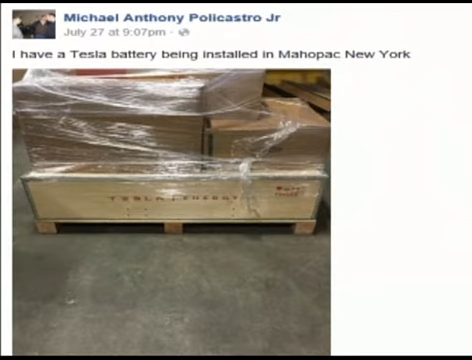 Michael Anthony Policastro Jr
July 27 at 9:07pm ·
I have a Tesla battery being installed in Mahopac New York
TESLA ENERGY